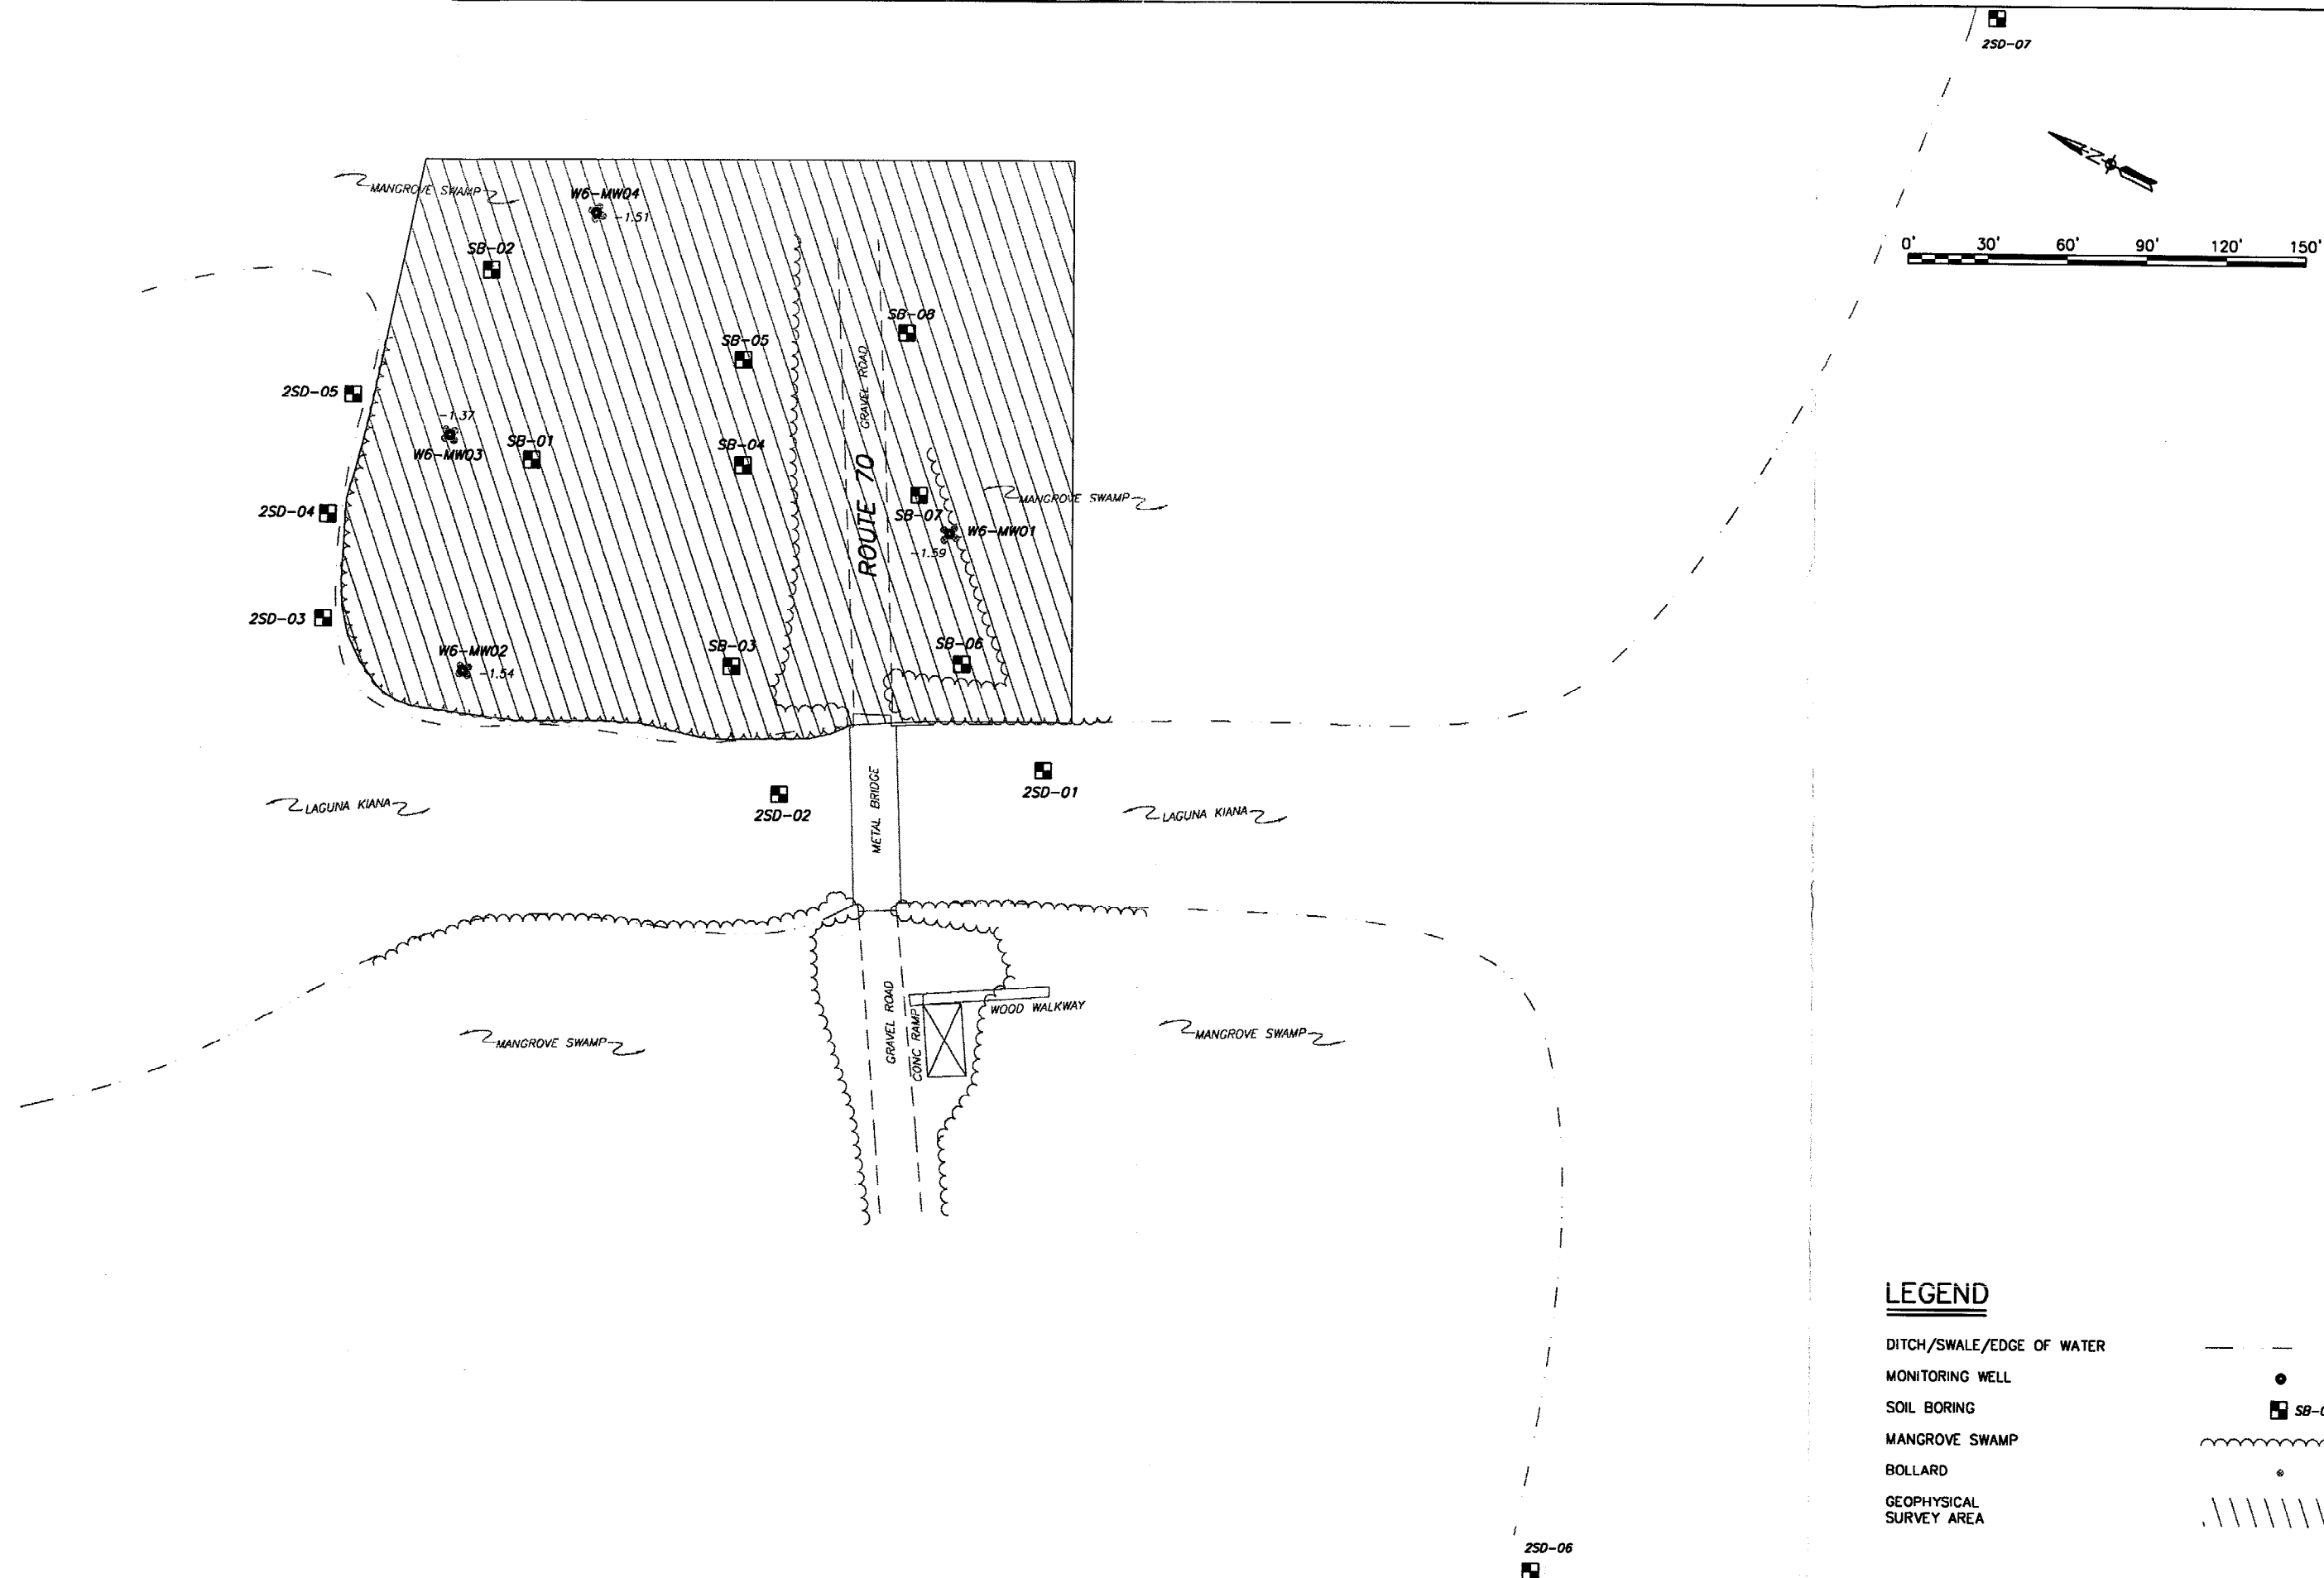 2SD-07
N
0' 30' 60' 90' 120' 150'
MANGROVE SWAMP
W6-MW04
-1.51
SB-02
SB-08
SB-05
2SD-05
GRAVEL ROAD
-1.37
SB-01
W6-MW03
SB-04
ROUTE 70
MANGROVE SWAMP
SB-07
2SD-04
W6-MW01
-1.59
2SD-03
W6-MW02
-1.54
SB-03
SB-06
METAL BRIDGE
2SD-01
2SD-02
LAGUNA KIANA
LAGUNA KIANA
GRAVEL ROAD
CONC RAMP
WOOD WALKWAY
MANGROVE SWAMP
MANGROVE SWAMP
2SD-06
LEGEND
DITCH/SWALE/EDGE OF WATER
MONITORING WELL
SOIL BORING
MANGROVE SWAMP
BOLLARD
GEOPHYSICAL
SURVEY AREA